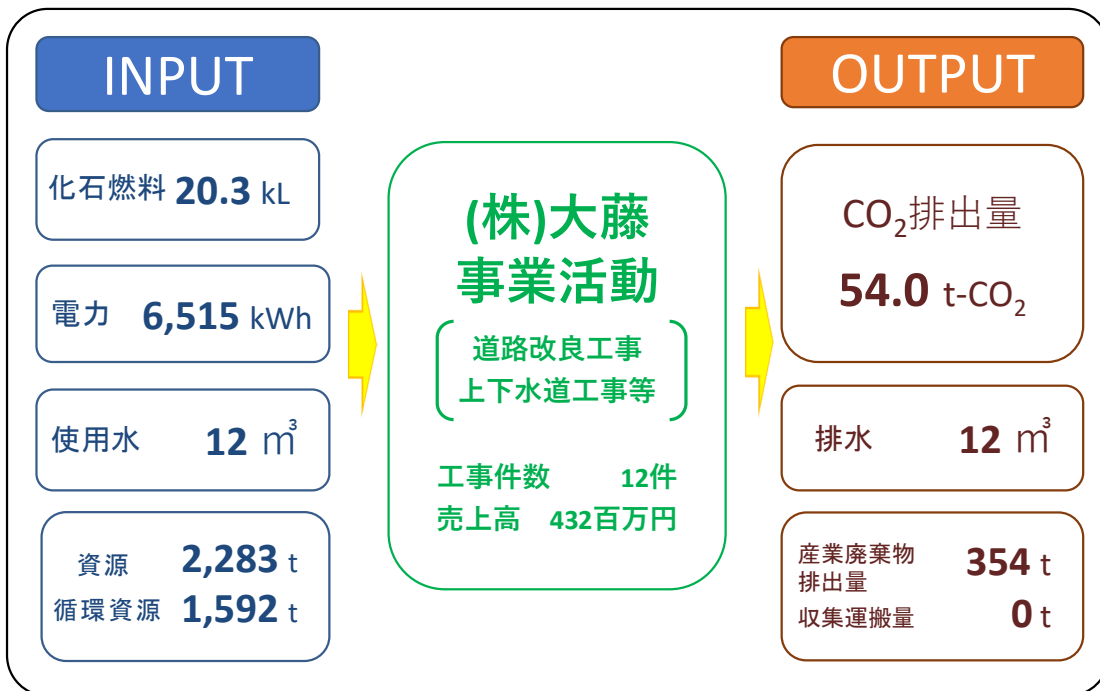 INPUT
化石燃料 20.3 kL
電力 6,515 kWh
使用水 12 ㎥
資源 2,283 t
循環資源 1,592 t
(株)大藤
事業活動
道路改良工事
上下水道工事等
工事件数 12件
売上高 432百万円
OUTPUT
CO₂排出量
54.0 t-CO₂
排水 12 ㎥
産業廃棄物
排出量 354 t
収集運搬量 0 t